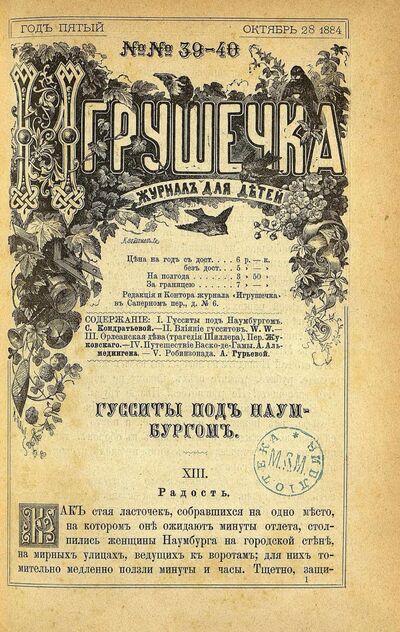 ГОДЪ ПЯТЫЙ
ОКТЯБРЬ 28 1884
№№ 39–40
ИГРУШЕЧКА
ЖУРНАЛЪ ДЛЯ ДѢТЕЙ
Цѣна на годъ съ дост. . . . . 6 р. — к.
безъ дост. . . . 5 » — »
На полгода . . . . . . 3 » 50 »
За границею . . . . . . 7 » — »
Редакція и Контора журнала «Игрушечка»
въ Саперномъ пер., д. № 6.
СОДЕРЖАНІЕ: I. Гусситы подъ Наумбургомъ.
С. Кондратьевой.—II. Вліяніе гусситовъ. W. W.—
III. Орлеанская дѣва (трагедія Шиллера), Пер. Жу-
ковскаго.—IV. Путешествіе Васко-де-Гамы. А. Аль-
медингена. — V. Робинзонада. А. Гурьевой.
ГУССИТЫ ПОДЪ НАУМ-
БУРГОМЪ.
БИБЛІОТЕКА
M.S.M.
XIII.
Радость.
КАКЪ стая ласточекъ, собравшихся на одно мѣсто,
на которомъ онѣ ожидаютъ минуты отлета, стол-
пились женщины Наумбурга на городской стѣнѣ,
на мирныхъ улицахъ, ведущихъ къ воротамъ; для нихъ то-
мительно медленно ползли минуты и часы. Тщетно, защи-
1